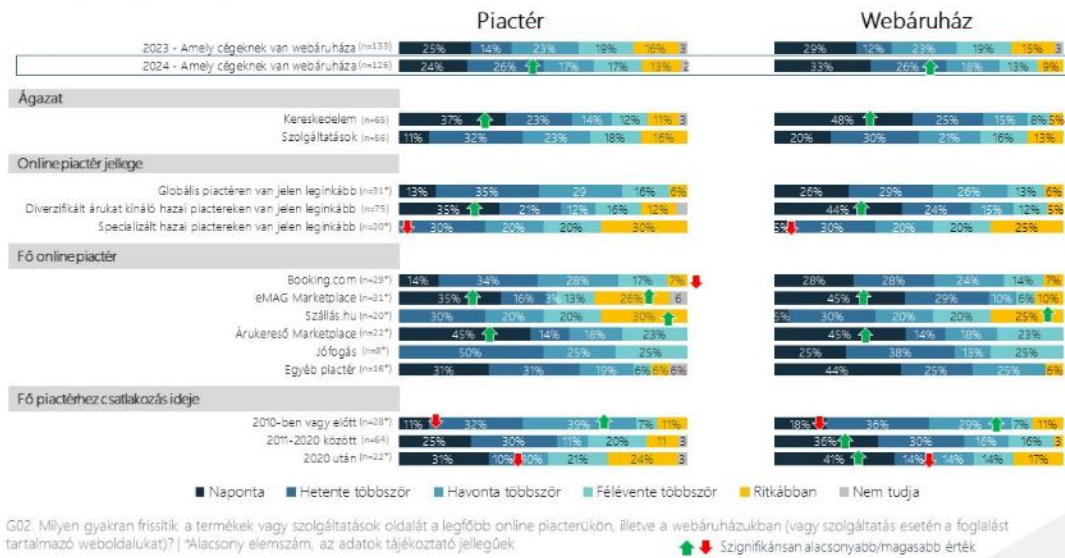 Piactér Webáruház
2023 - Amely cégeknek van webáruháza (n=133) 25% 14% 23% 19% 16% 3 29% 12% 23% 19% 15% 3
2024 - Amely cégeknek van webáruháza (n=126) 24% 26% 17% 17% 13% 2 33% 26% 18% 13% 9%
Ágazat
Kereskedelem (n=65) 37% 23% 14% 12% 11% 3 48% 25% 15% 8% 5%
Szolgáltatások (n=56) 11% 32% 23% 18% 16% 20% 30% 21% 16% 13%
Online piactér jellege
Globális piactéren van jelen leginkább (n=31*) 13% 35% 29 16% 6% 26% 29% 26% 13% 6%
Diverzifikált árukat kínáló hazai piactereken van jelen leginkább (n=75) 35% 21% 12% 16% 12% 44% 24% 15% 12% 5%
Specializált hazai piactereken van jelen leginkább (n=20*) 30% 20% 20% 30% 5% 30% 20% 20% 25%
Fő online piactér
Booking.com (n=29*) 14% 34% 28% 17% 7% 28% 28% 24% 14% 7%
eMAG Marketplace (n=31*) 35% 16% 3% 13% 26% 6 45% 29% 10% 6% 10%
Szállás.hu (n=20*) 30% 20% 20% 30% 5% 30% 20% 20% 25%
Árukereső Marketplace (n=22*) 45% 14% 18% 23% 45% 14% 18% 23%
Jófogás (n=8*) 50% 25% 25% 25% 38% 13% 25%
Egyéb piactér (n=16*) 31% 31% 19% 6% 6% 6% 44% 25% 25% 6%
Fő piactérhez csatlakozás ideje
2010-ben vagy előtt (n=28*) 11% 32% 39% 7% 11% 18% 36% 29% 7% 11%
2011-2020 között (n=64) 25% 30% 11% 20% 11 3 36% 30% 16% 16% 3
2020 után (n=22*) 31% 10% 10% 21% 24% 3 41% 14% 14% 14% 17%
Naponta Hetente többször Havonta többször Félévente többször Ritkábban Nem tudja
G02. Milyen gyakran frissítik a termékek vagy szolgáltatások oldalát a legfőbb online piacterükön, illetve a webáruházukban (vagy szolgáltatás esetén a foglalást
tartalmazó weboldalukat)? | *Alacsony elemszám, az adatok tájékoztató jellegűek
Szignifikánsan alacsonyabb/magasabb érték